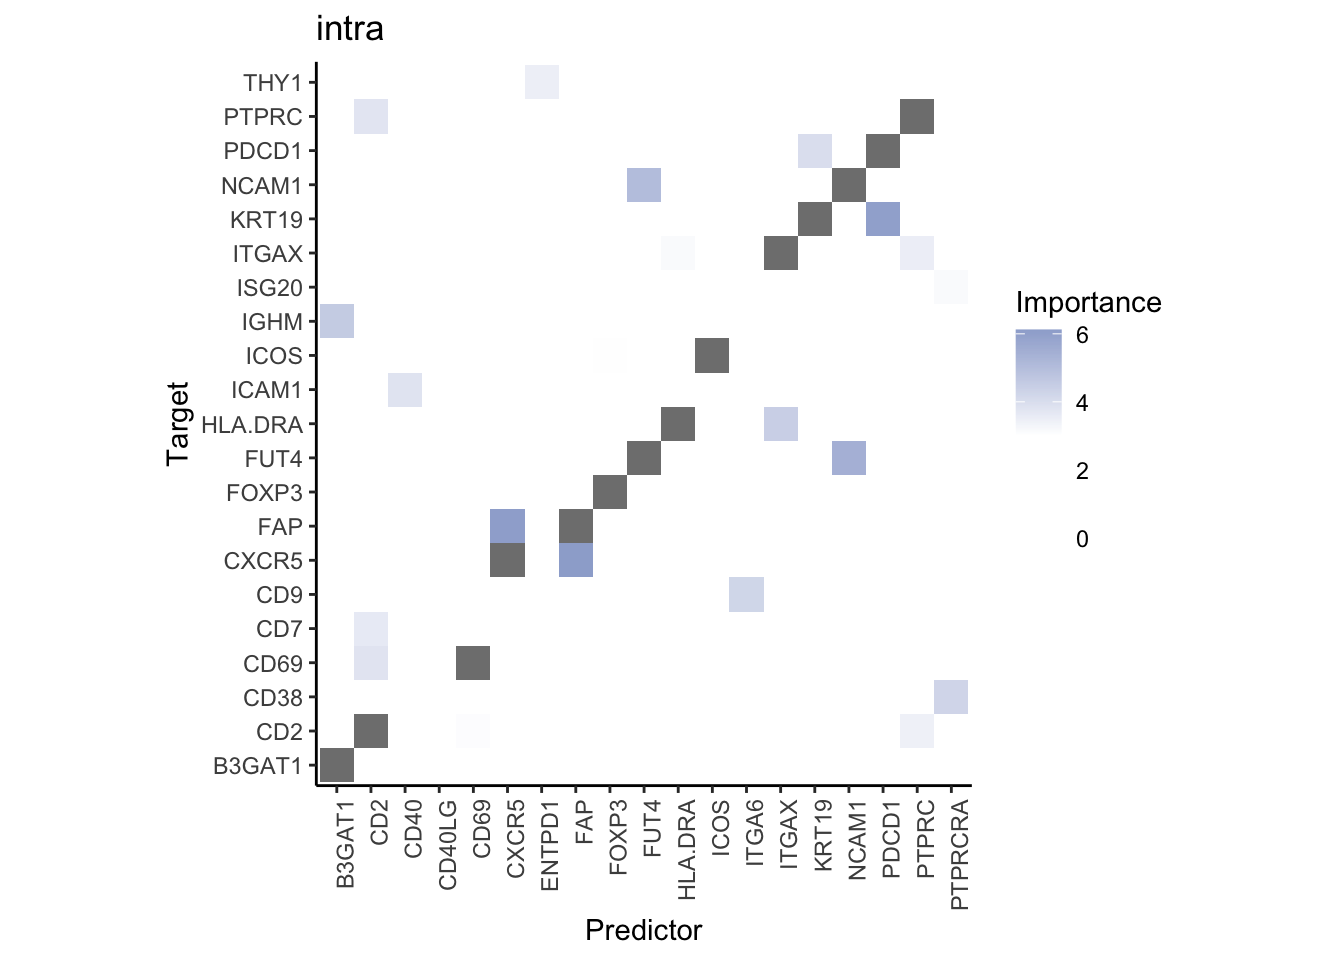 intra
THY1
PTPRC
PDCD1
NCAM1
KRT19
ITGAX
ISG20
IGHM
ICOS
ICAM1
HLA.DRA
FUT4
FOXP3
FAP
CXCR5
CD9
CD7
CD69
CD38
CD2
B3GAT1
Target
B3GAT1
CD2
CD40
CD40LG
CD69
CXCR5
ENTPD1
FAP
FOXP3
FUT4
HLA.DRA
ICOS
ITGA6
ITGAX
KRT19
NCAM1
PDCD1
PTPRC
PTPRCRA
Predictor
Importance
6
4
2
0